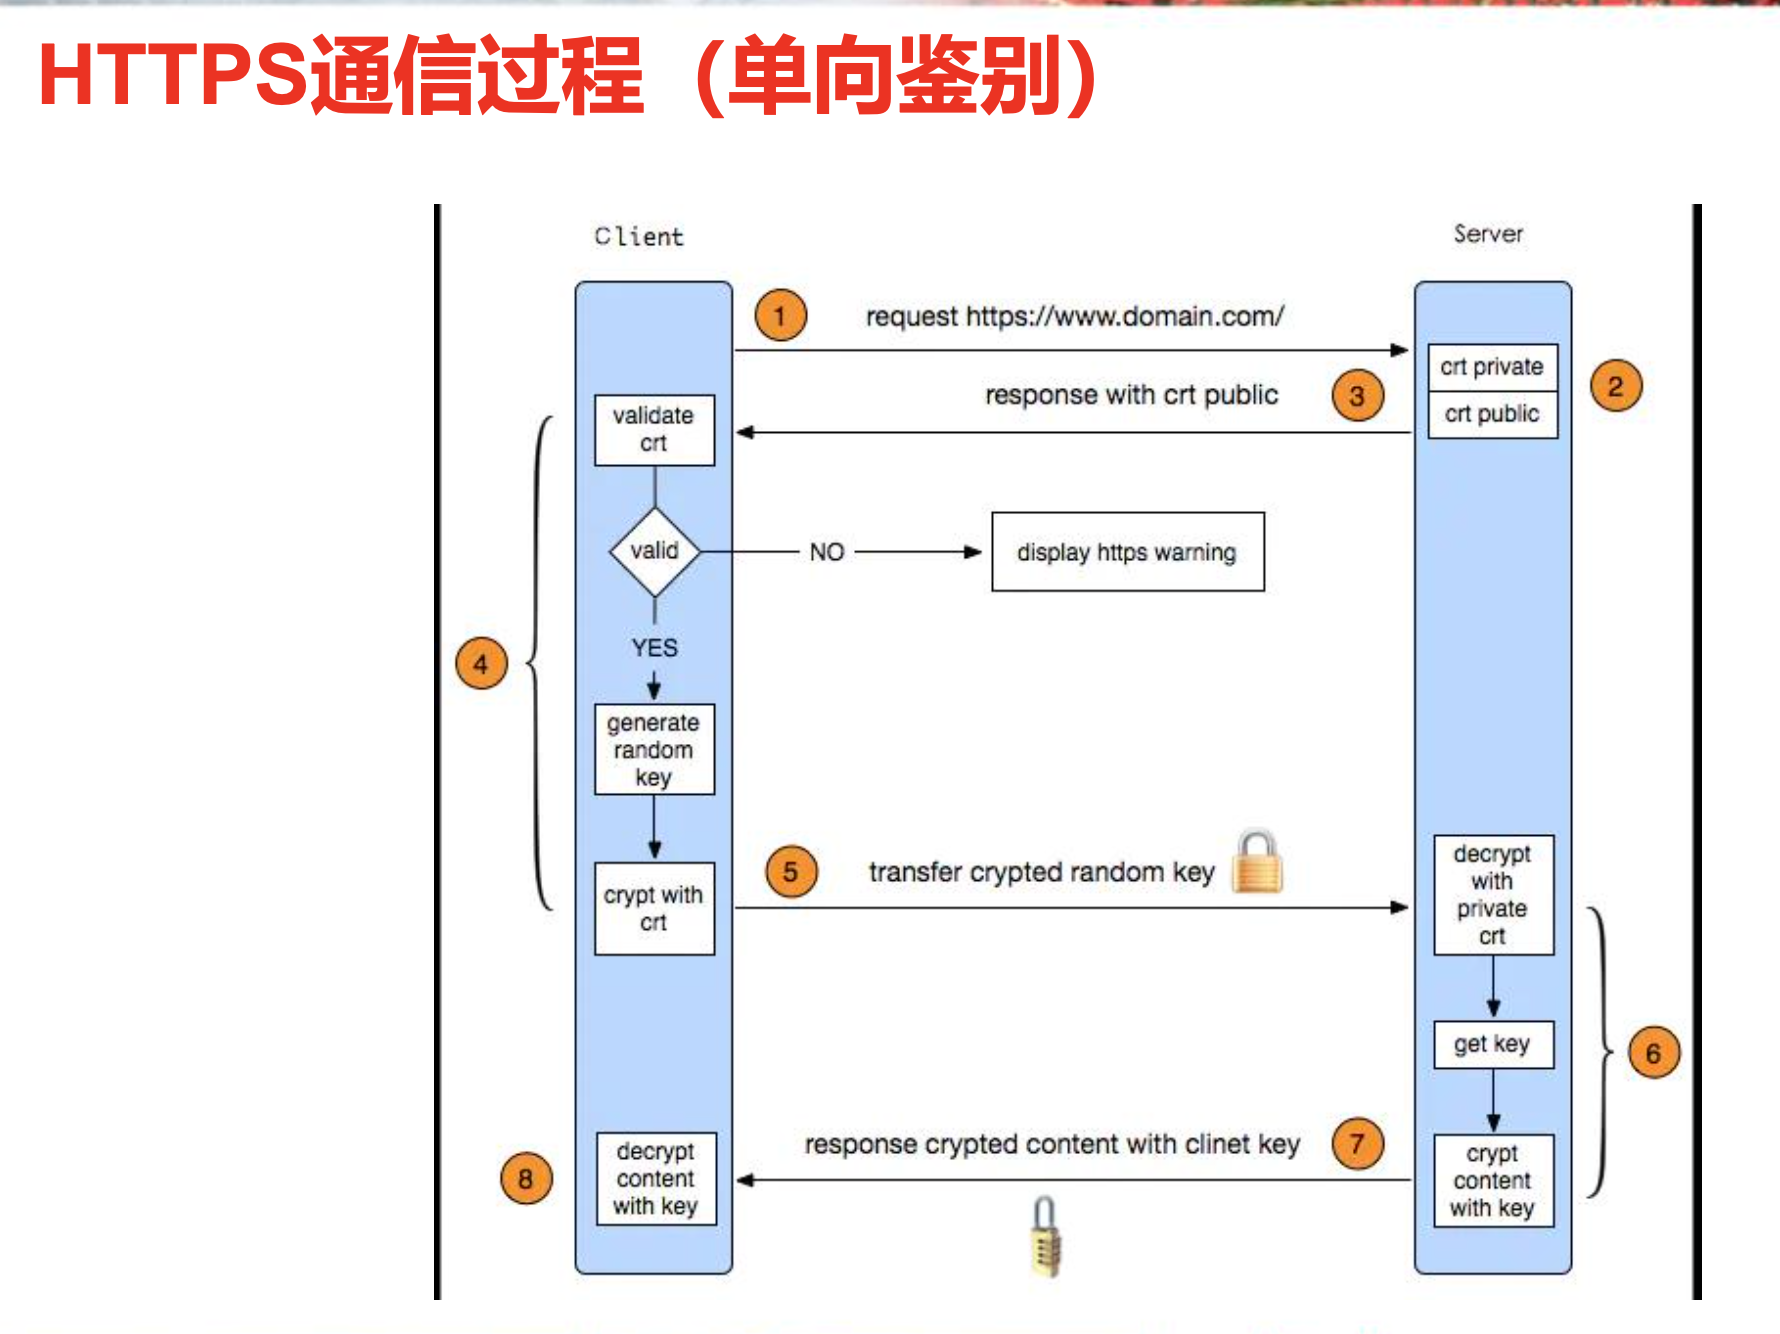 HTTPS通信过程（单向鉴别）
Client
Server
1
request https://www.domain.com/
crt private
2
response with crt public
3
crt public
validate
crt
valid
NO
display https warning
YES
4
generate
random
key
5
transfer crypted random key
crypt with
crt
decrypt
with
private
crt
get key
6
response crypted content with clinet key
7
8
decrypt
content
with key
crypt
content
with key